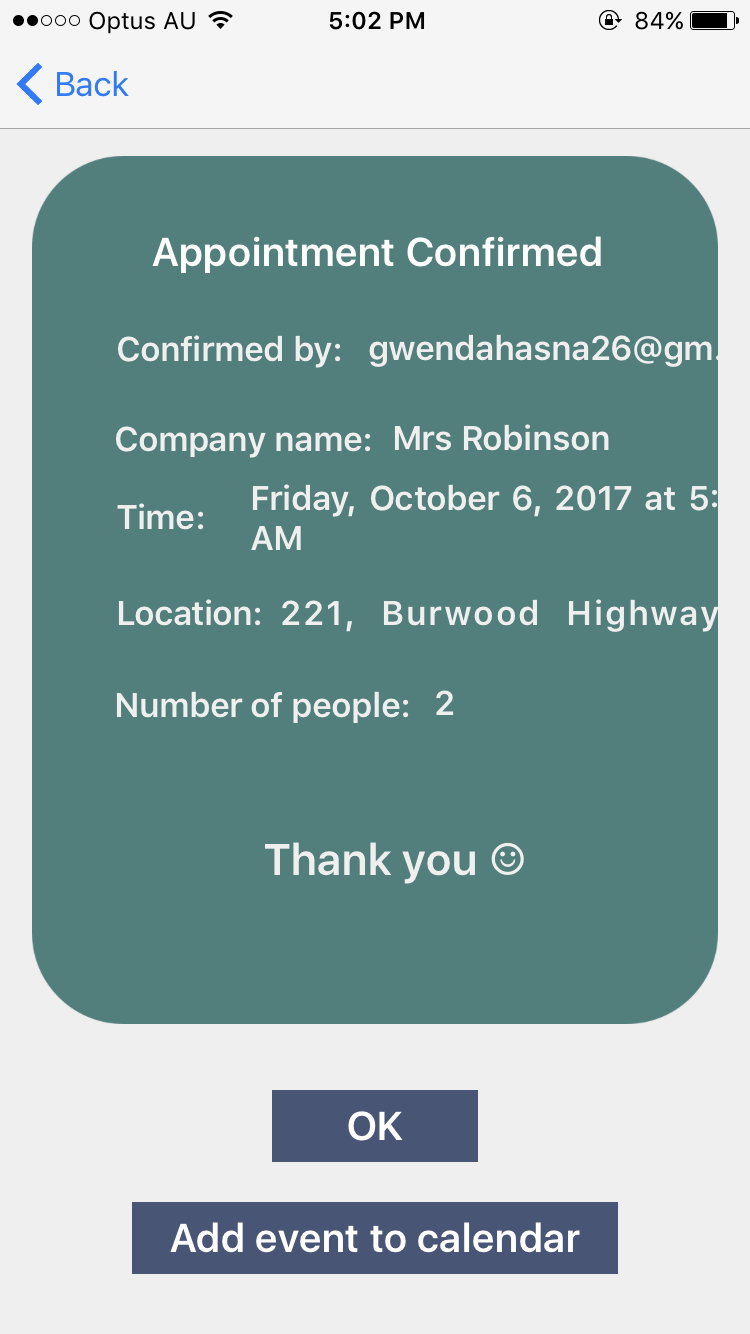 Optus AU 5:02 PM 84%
Back
Appointment Confirmed
Confirmed by: gwendahasna26@gm.
Company name: Mrs Robinson
Time: Friday, October 6, 2017 at 5:
AM
Location: 221, Burwood Highway
Number of people: 2
Thank you ☺
OK
Add event to calendar